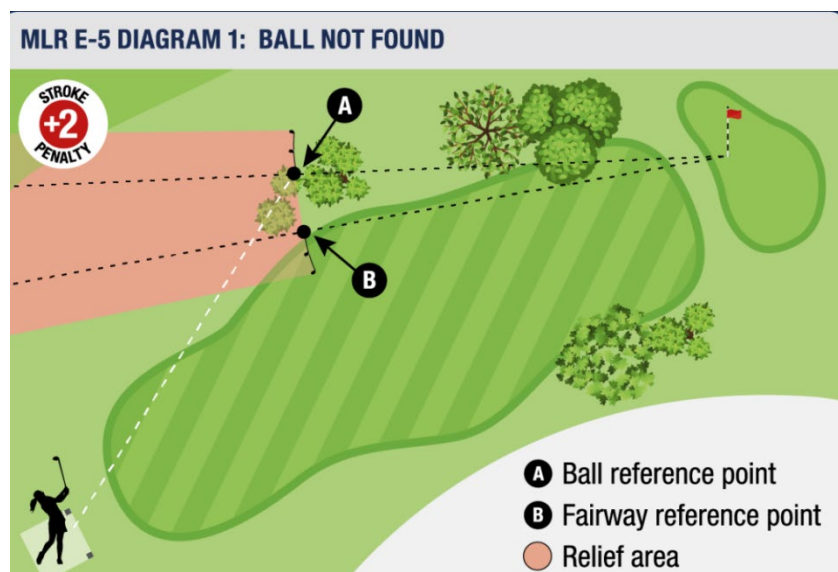 MLR E-5 DIAGRAM 1: BALL NOT FOUND
STROKE
+2
PENALTY
A
B
A Ball reference point
B Fairway reference point
Relief area